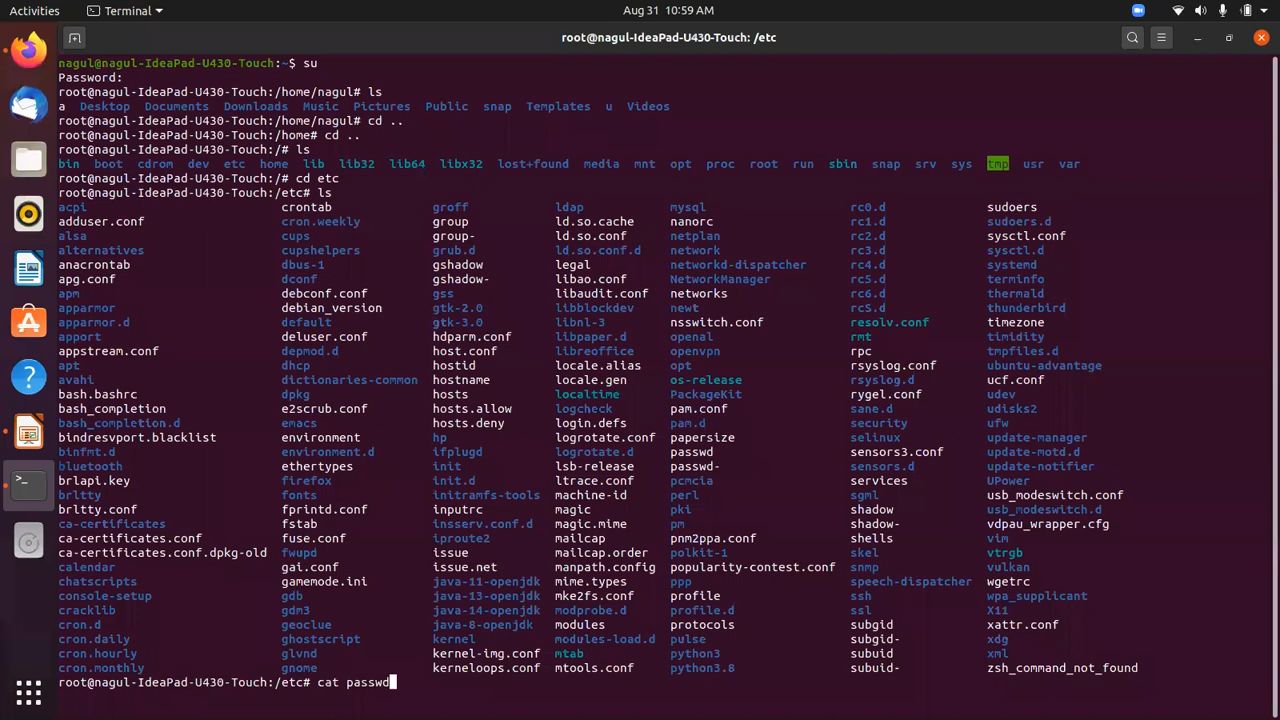 Activities Terminal Aug 31 10:59 AM
root@nagul-IdeaPad-U430-Touch: /etc
nagul@nagul-IdeaPad-U430-Touch:~$ su
Password:
root@nagul-IdeaPad-U430-Touch:/home/nagul# ls
a Desktop Documents Downloads Music Pictures Public snap Templates u Videos
root@nagul-IdeaPad-U430-Touch:/home/nagul# cd ..
root@nagul-IdeaPad-U430-Touch:/home# cd ..
root@nagul-IdeaPad-U430-Touch:/# ls
bin boot cdrom dev etc home lib lib32 lib64 libx32 lost+found media mnt opt proc root run sbin snap srv sys tmp usr var
root@nagul-IdeaPad-U430-Touch:/# cd etc
root@nagul-IdeaPad-U430-Touch:/etc# ls
acpi crontab groff ldap mysql rc0.d sudoers
adduser.conf cron.weekly group ld.so.cache nanorc rc1.d sudoers.d
alsa cups group- ld.so.conf netplan rc2.d sysctl.conf
alternatives cupshelpers grub.d ld.so.conf.d network rc3.d sysctl.d
anacrontab dbus-1 gshadow legal networkd-dispatcher rc4.d systemd
apg.conf dconf gshadow- libao.conf NetworkManager rc5.d terminfo
apm debconf.conf gss libaudit.conf networks rc6.d thermald
apparmor debian_version gtk-2.0 libblockdev newt rcS.d thunderbird
apparmor.d default gtk-3.0 libnl-3 nsswitch.conf resolv.conf timezone
apport deluser.conf hdparm.conf libpaper.d openal rmt timidity
appstream.conf depmod.d host.conf libreoffice openvpn rpc tmpfiles.d
apt dhcp hostid locale.alias opt rsyslog.conf ubuntu-advantage
avahi dictionaries-common hostname locale.gen os-release rsyslog.d ucf.conf
bash.bashrc dpkg hosts localtime PackageKit rygel.conf udev
bash_completion e2scrub.conf hosts.allow logcheck pam.conf sane.d udisks2
bash_completion.d emacs hosts.deny login.defs pam.d security ufw
bindresvport.blacklist environment hp logrotate.conf papersize selinux update-manager
binfmt.d environment.d ifplugd logrotate.d passwd sensors3.conf update-motd.d
bluetooth ethertypes init lsb-release passwd- sensors.d update-notifier
brlapi.key firefox init.d ltrace.conf pcmcia services UPower
brltty fonts initramfs-tools machine-id perl sgml usb_modeswitch.conf
brltty.conf fprintd.conf inputrc magic pki shadow usb_modeswitch.d
ca-certificates fstab insserv.conf.d magic.mime pm shadow- vdpau_wrapper.cfg
ca-certificates.conf fuse.conf iproute2 mailcap pnm2ppa.conf shells vim
ca-certificates.conf.dpkg-old fwupd issue mailcap.order polkit-1 skel vtrgb
calendar gai.conf issue.net manpath.config popularity-contest.conf snmp vulkan
chatscripts gamemode.ini java-11-openjdk mime.types ppp speech-dispatcher wgetrc
console-setup gdb java-13-openjdk mke2fs.conf profile ssh wpa_supplicant
cracklib gdm3 java-14-openjdk modprobe.d profile.d ssl X11
cron.d geoclue java-8-openjdk modules protocols subgid xattr.conf
cron.daily ghostscript kernel modules-load.d pulse subgid- xdg
cron.hourly glvnd kernel-img.conf mtab python3 subuid xml
cron.monthly gnome kerneloops.conf mtools.conf python3.8 subuid- zsh_command_not_found
root@nagul-IdeaPad-U430-Touch:/etc# cat passwd